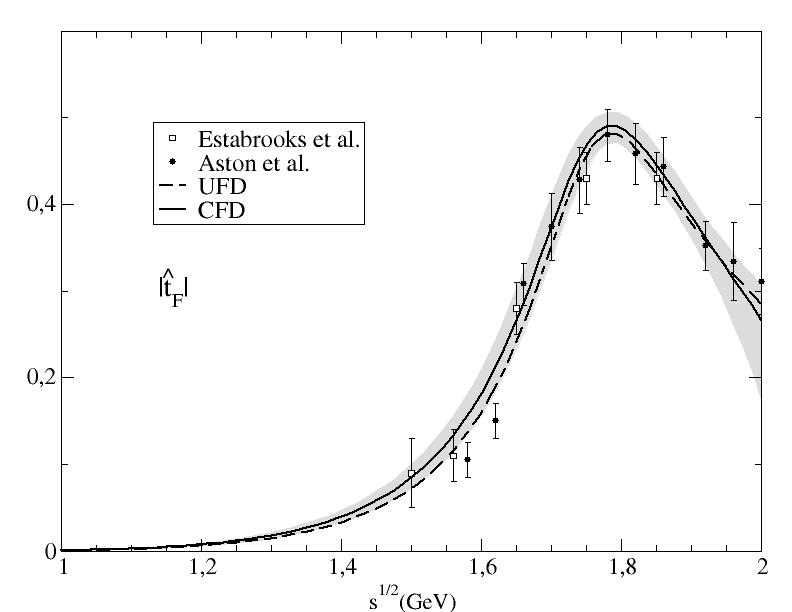 Estabrooks et al.
Aston et al.
UFD
CFD
|t̂_F|
0,4
0,2
0
1 1,2 1,4 1,6 1,8 2
s^1/2(GeV)